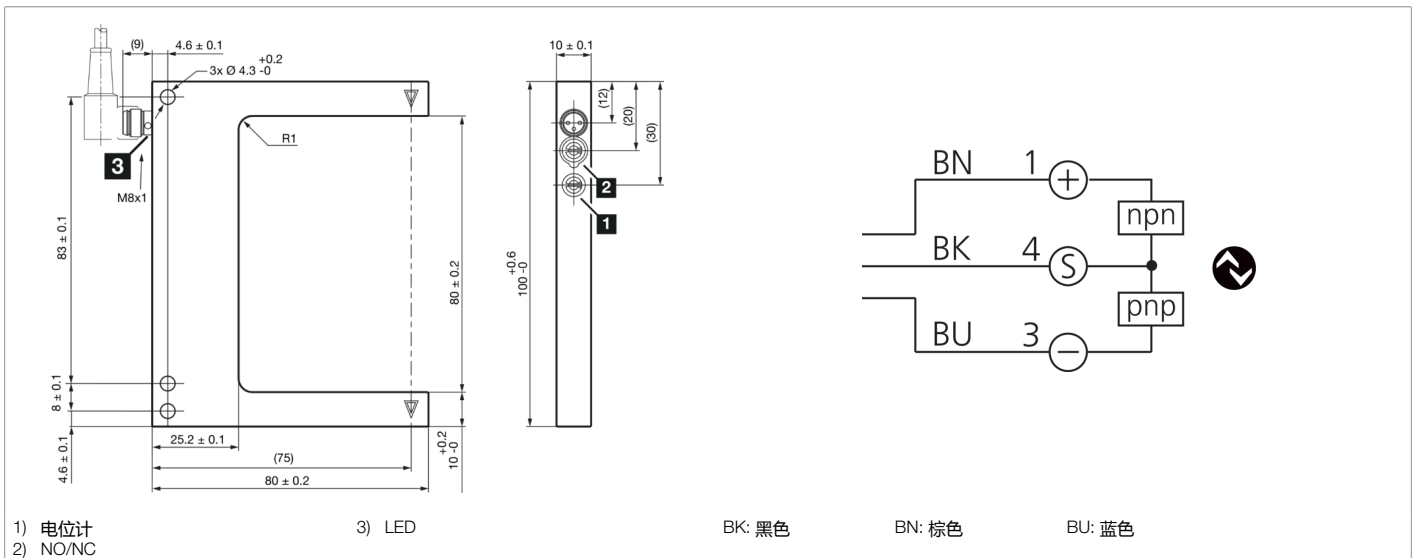 (9)
4.6 ± 0.1
3x Ø 4.3 +0.2 -0
10 ± 0.1
(12)
(20)
(30)
R1
3
M8x1
2
1
83 ± 0.1
80 ± 0.2
100 +0.6 -0
8 ± 0.1
4.6 ± 0.1
25.2 ± 0.1
(75)
80 ± 0.2
10 +0.2 -0
BN 1 +
npn
BK 4 S
pnp
BU 3 −
1) 电位计
2) NO/NC
3) LED
BK: 黑色
BN: 棕色
BU: 蓝色